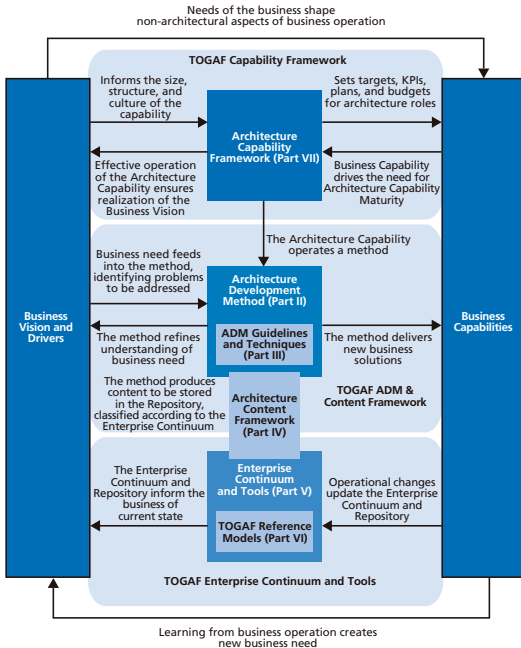 Needs of the business shape
non-architectural aspects of business operation
TOGAF Capability Framework
Informs the size,
structure, and
culture of the
capability
Sets targets, KPIs,
plans, and budgets
for architecture roles
Architecture
Capability
Framework (Part VII)
Effective operation
of the Architecture
Capability ensures
realization of the
Business Vision
Business Capability
drives the need for
Architecture Capability
Maturity
The Architecture Capability
operates a method
Business need feeds
into the method,
identifying problems
to be addressed
Architecture
Development
Method (Part II)
Business
Vision and
Drivers
Business
Capabilities
ADM Guidelines
and Techniques
(Part III)
The method refines
understanding of
business need
The method delivers
new business
solutions
The method produces
content to be stored
in the Repository,
classified according to the
Enterprise Continuum
Architecture
Content
Framework
(Part IV)
TOGAF ADM &
Content Framework
The Enterprise
Continuum and
Repository inform the
business of
current state
Enterprise
Continuum
and Tools (Part V)
Operational changes
update the Enterprise
Continuum and
Repository
TOGAF Reference
Models (Part VI)
TOGAF Enterprise Continuum and Tools
Learning from business operation creates
new business need